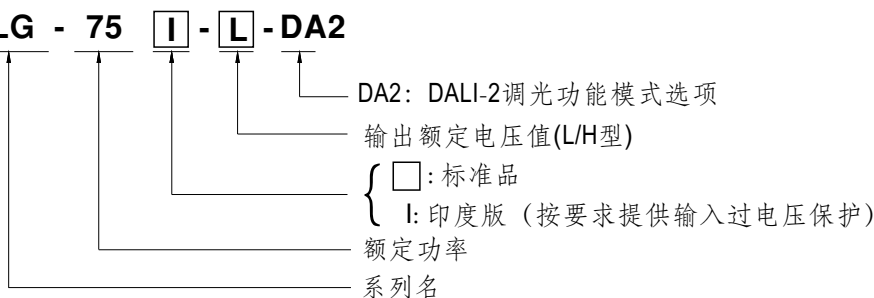 LG - 75 I - L - DA2
DA2: DALI-2调光功能模式选项
输出额定电压值(L/H型)
□: 标准品
I: 印度版（按要求提供输入过电压保护）
额定功率
系列名